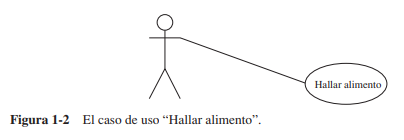 Hallar alimento
Figura 1-2 El caso de uso “Hallar alimento”.